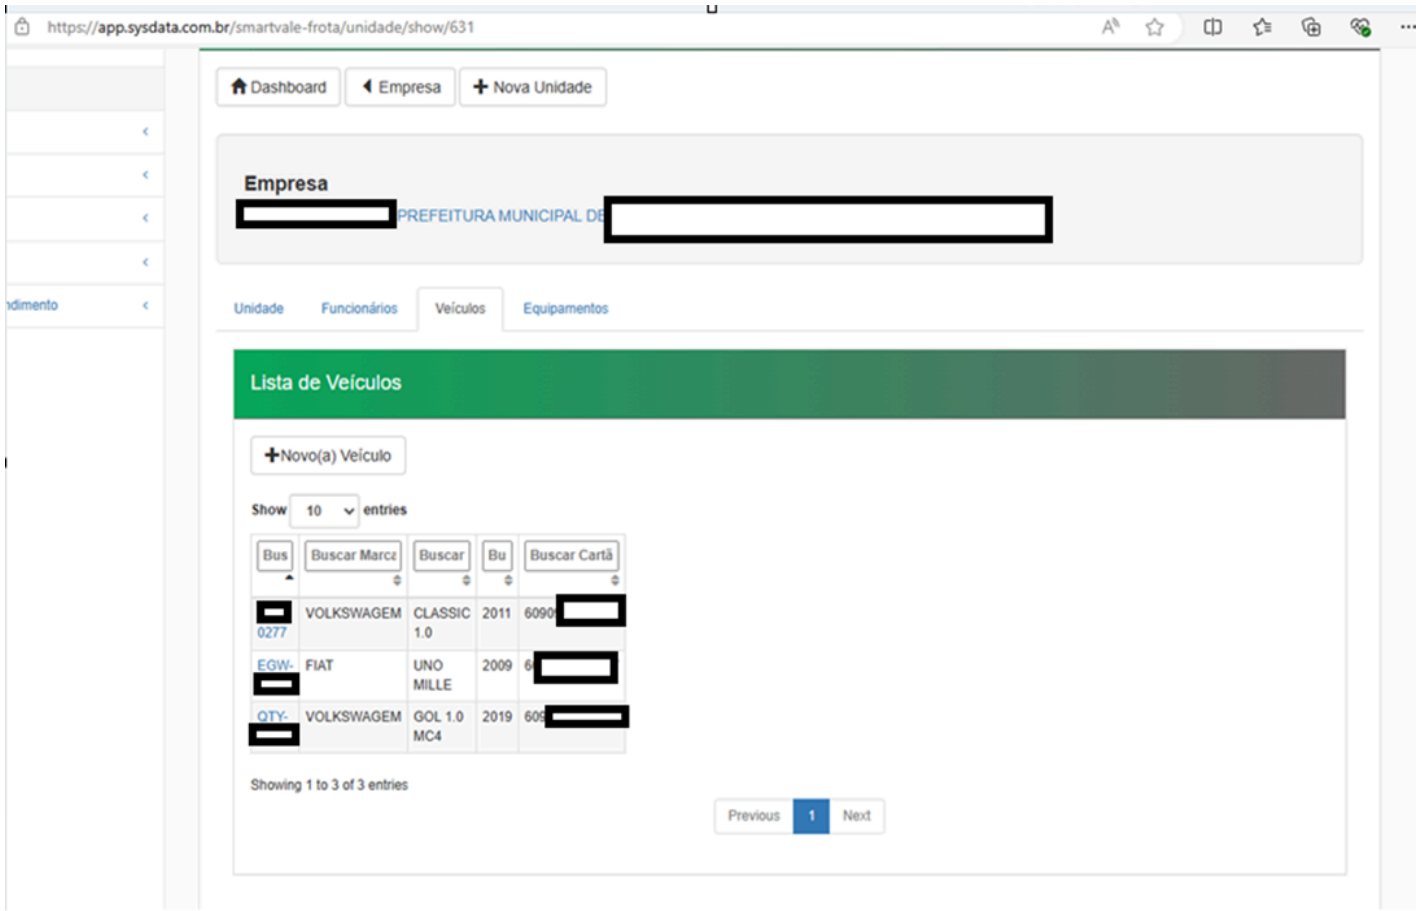 https://app.sysdata.com.br/smartvale-frota/unidade/show/631
Dashboard
Empresa
Nova Unidade
Empresa
PREFEITURA MUNICIPAL DE
ndimento
Unidade
Funcionários
Veículos
Equipamentos
Lista de Veículos
+Novo(a) Veículo
Show 10 entries
Bus Buscar Marca Buscar Bu Buscar Cartã
VOLKSWAGEM CLASSIC 2011 6090
0277 1.0
EGW- FIAT UNO 2009 6
MILLE
QTY- VOLKSWAGEM GOL 1.0 2019 609
MC4
Showing 1 to 3 of 3 entries
Previous 1 Next